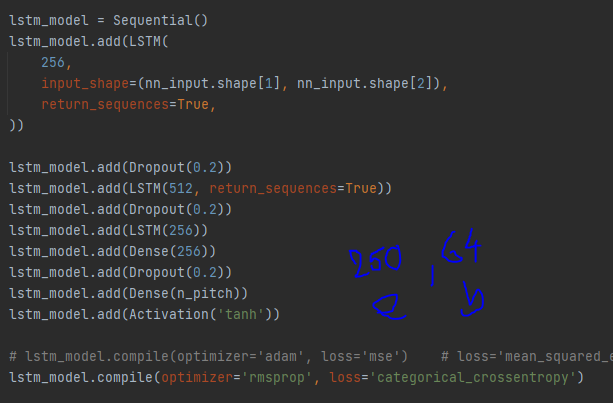 lstm_model = Sequential()
lstm_model.add(LSTM(
    256,
    input_shape=(nn_input.shape[1], nn_input.shape[2]),
    return_sequences=True,
))
lstm_model.add(Dropout(0.2))
lstm_model.add(LSTM(512, return_sequences=True))
lstm_model.add(Dropout(0.2))
lstm_model.add(LSTM(256))
lstm_model.add(Dense(256))
250, 64
lstm_model.add(Dropout(0.2))
lstm_model.add(Dense(n_pitch))
lstm_model.add(Activation('tanh'))
# lstm_model.compile(optimizer='adam', loss='mse')    # loss='mean_squared_e
lstm_model.compile(optimizer='rmsprop', loss='categorical_crossentropy')